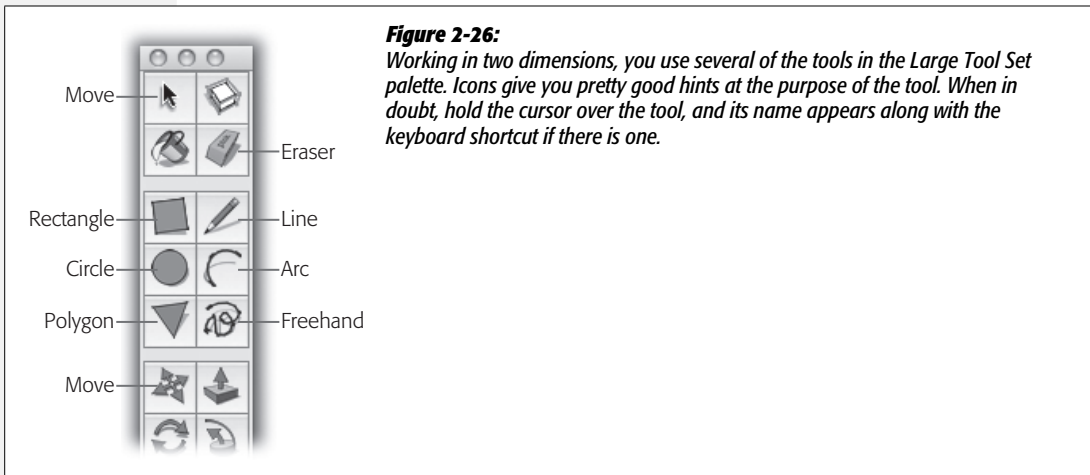 Figure 2-26:
Working in two dimensions, you use several of the tools in the Large Tool Set
palette. Icons give you pretty good hints at the purpose of the tool. When in
doubt, hold the cursor over the tool, and its name appears along with the
keyboard shortcut if there is one.
Move
Eraser
Rectangle
Line
Circle
Arc
Polygon
Freehand
Move